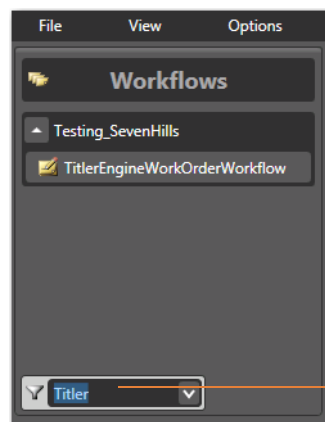 File View Options
Workflows
Testing_SevenHills
TitlerEngineWorkOrderWorkflow
Titler